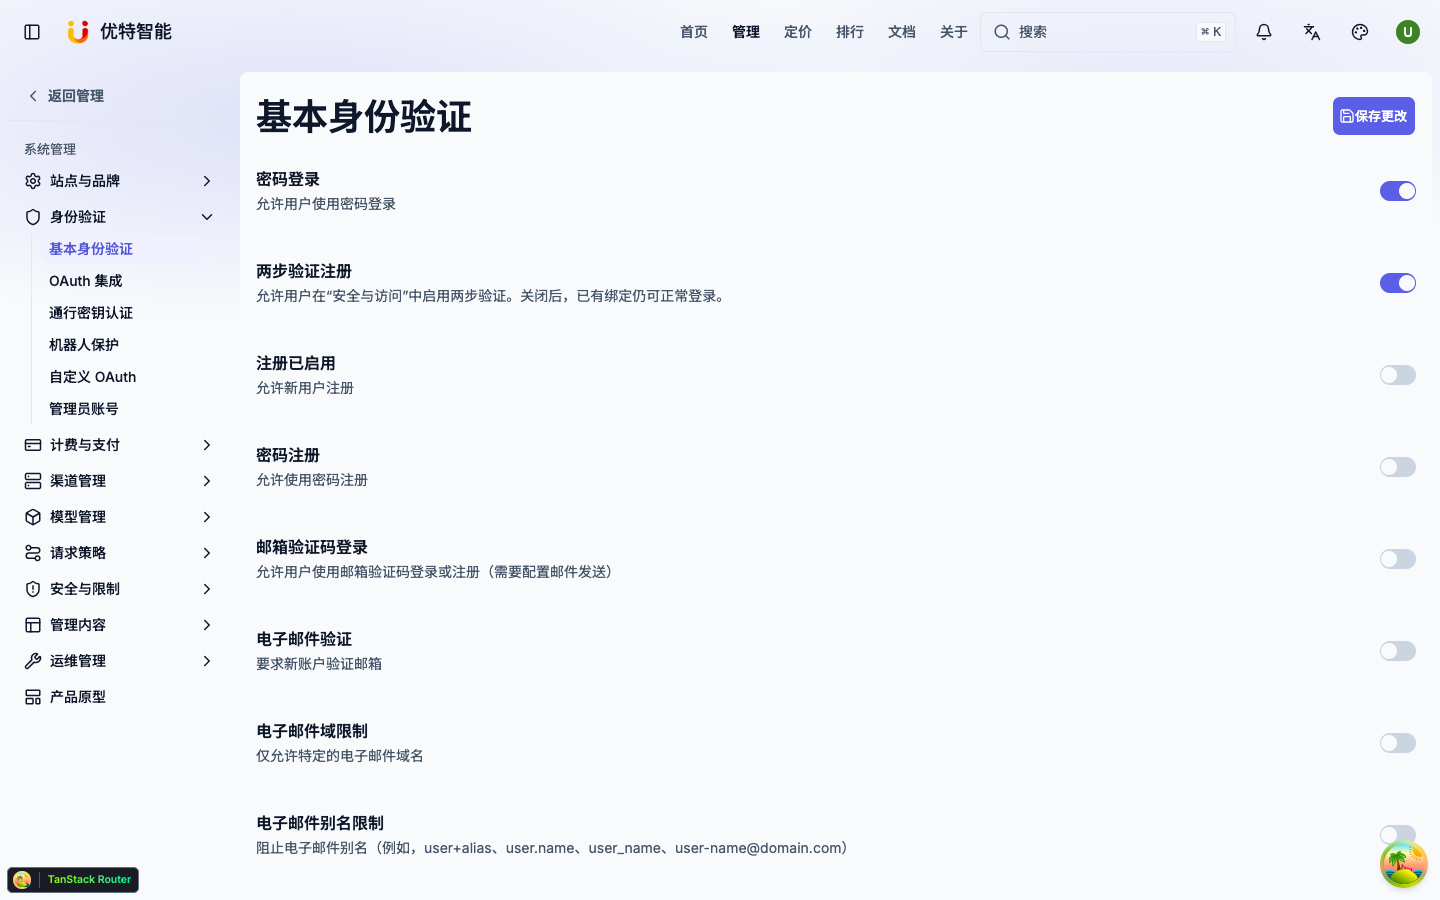 优特智能
首页
管理
定价
排行
文档
关于
搜索
⌘ K
U
返回管理
系统管理
站点与品牌
身份验证
基本身份验证
OAuth 集成
通行密钥认证
机器人保护
自定义 OAuth
管理员账号
计费与支付
渠道管理
模型管理
请求策略
安全与限制
管理内容
运维管理
产品原型
基本身份验证
保存更改
密码登录
允许用户使用密码登录
两步验证注册
允许用户在“安全与访问”中启用两步验证。关闭后，已有绑定仍可正常登录。
注册已启用
允许新用户注册
密码注册
允许使用密码注册
邮箱验证码登录
允许用户使用邮箱验证码登录或注册（需要配置邮件发送）
电子邮件验证
要求新账户验证邮箱
电子邮件域限制
仅允许特定的电子邮件域名
电子邮件别名限制
阻止电子邮件别名（例如，user+alias、user.name、user_name、user-name@domain.com）
TanStack Router